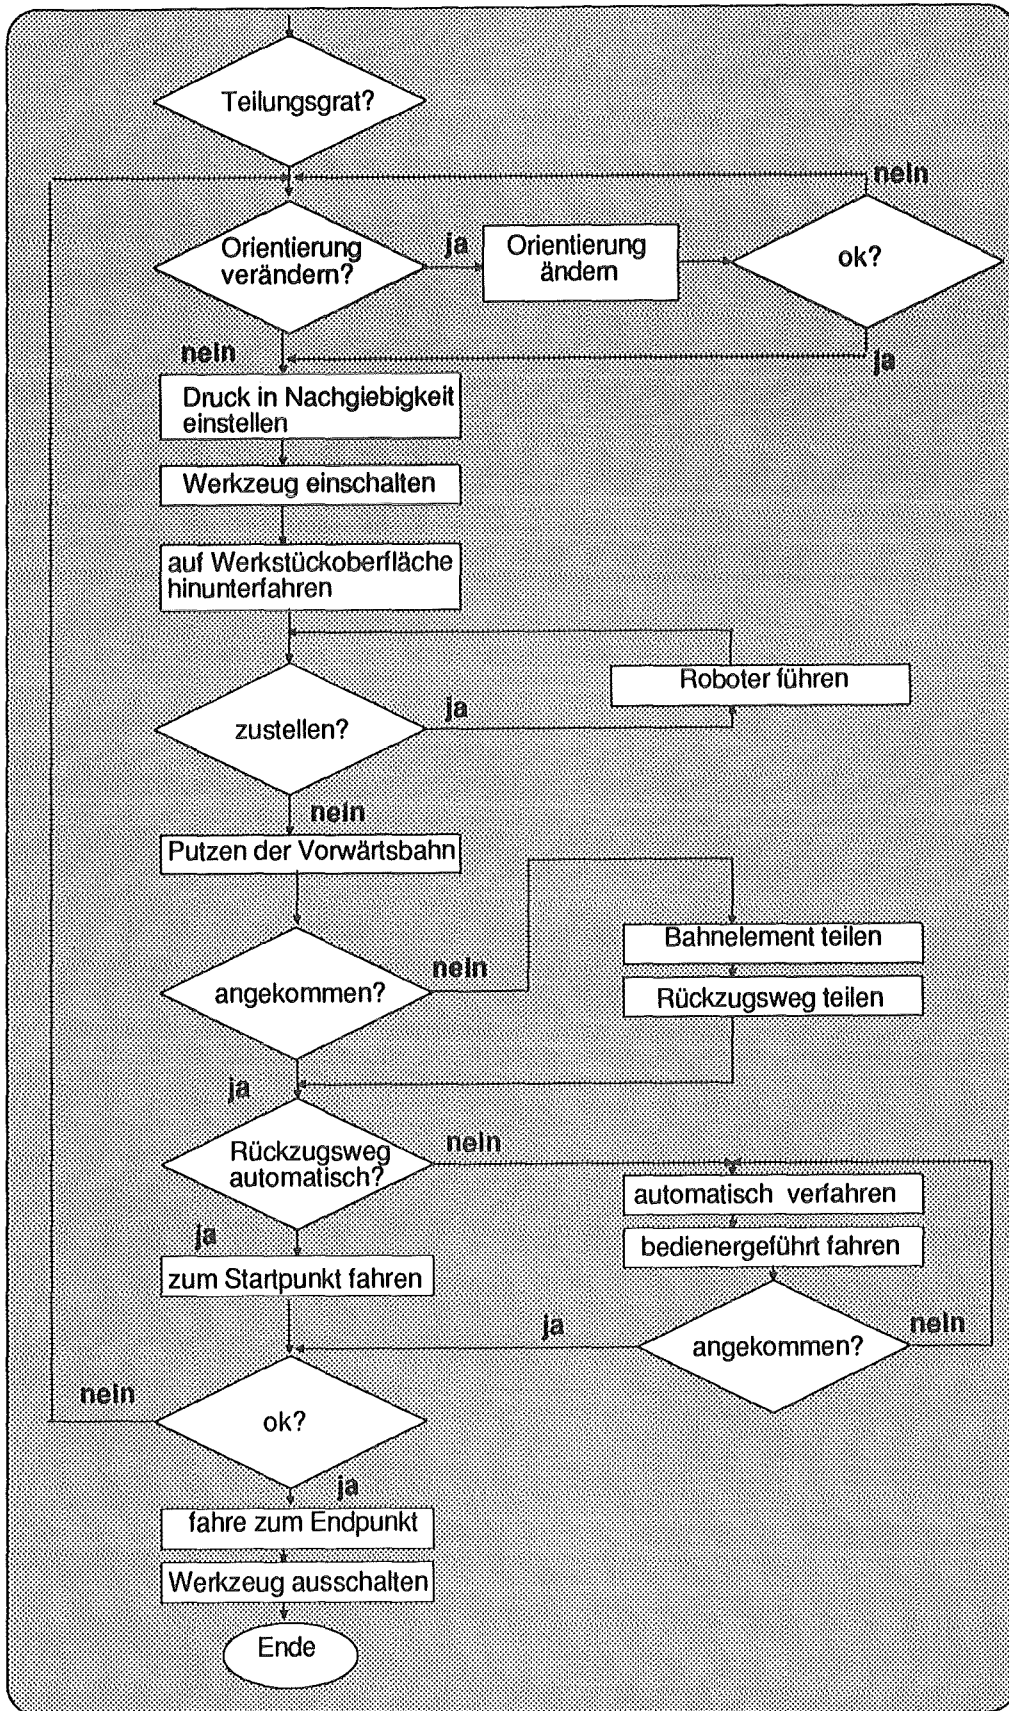 Teilungsgrat?
nein
Orientierung
verändern?
ja
Orientierung
ändern
ok?
nein
ja
Druck in Nachgiebigkeit
einstellen
Werkzeug einschalten
auf Werkstückoberfläche
hinunterfahren
Roboter führen
zustellen?
ja
nein
Putzen der Vorwärtsbahn
Bahnelement teilen
angekommen?
nein
Rückzugsweg teilen
ja
Rückzugsweg
automatisch?
nein
automatisch verfahren
ja
bedienergeführt fahren
zum Startpunkt fahren
ja
angekommen?
nein
nein
ok?
ja
fahre zum Endpunkt
Werkzeug ausschalten
Ende